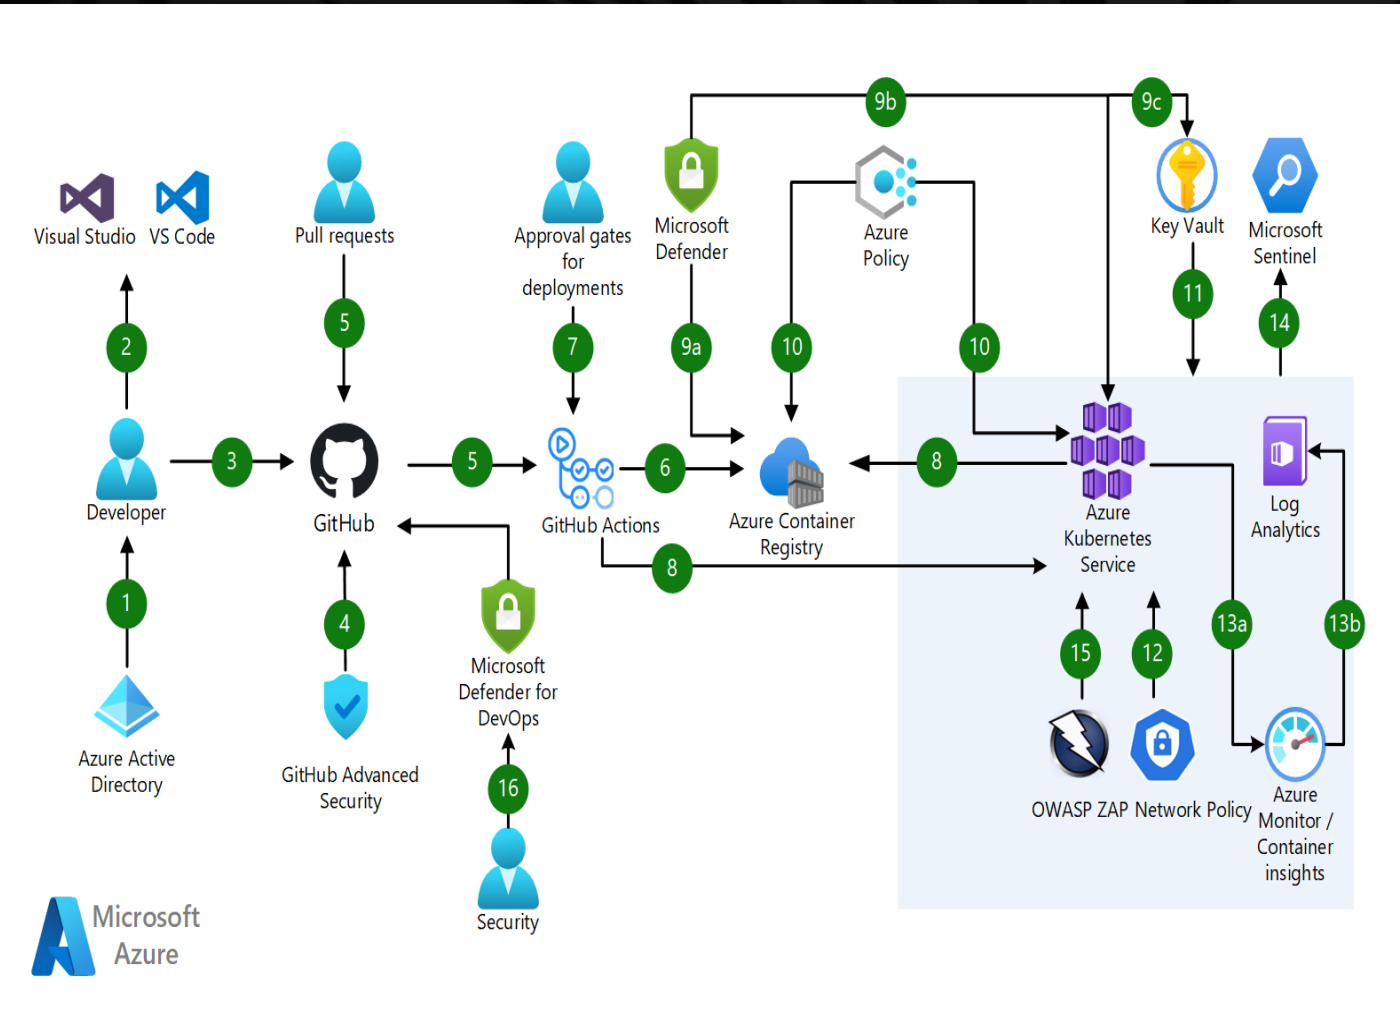 9b
9c
Visual Studio
VS Code
Pull requests
Approval gates
for
deployments
Microsoft
Defender
Azure
Policy
Key Vault
Microsoft
Sentinel
2
5
7
9a
10
10
11
14
3
5
6
8
Developer
GitHub
GitHub Actions
Azure Container
Registry
Azure
Kubernetes
Service
Log
Analytics
8
1
4
15
12
13a
13b
Microsoft
Defender for
DevOps
Azure Active
Directory
GitHub Advanced
Security
16
OWASP ZAP
Network Policy
Azure
Monitor /
Container
insights
Security
Microsoft
Azure